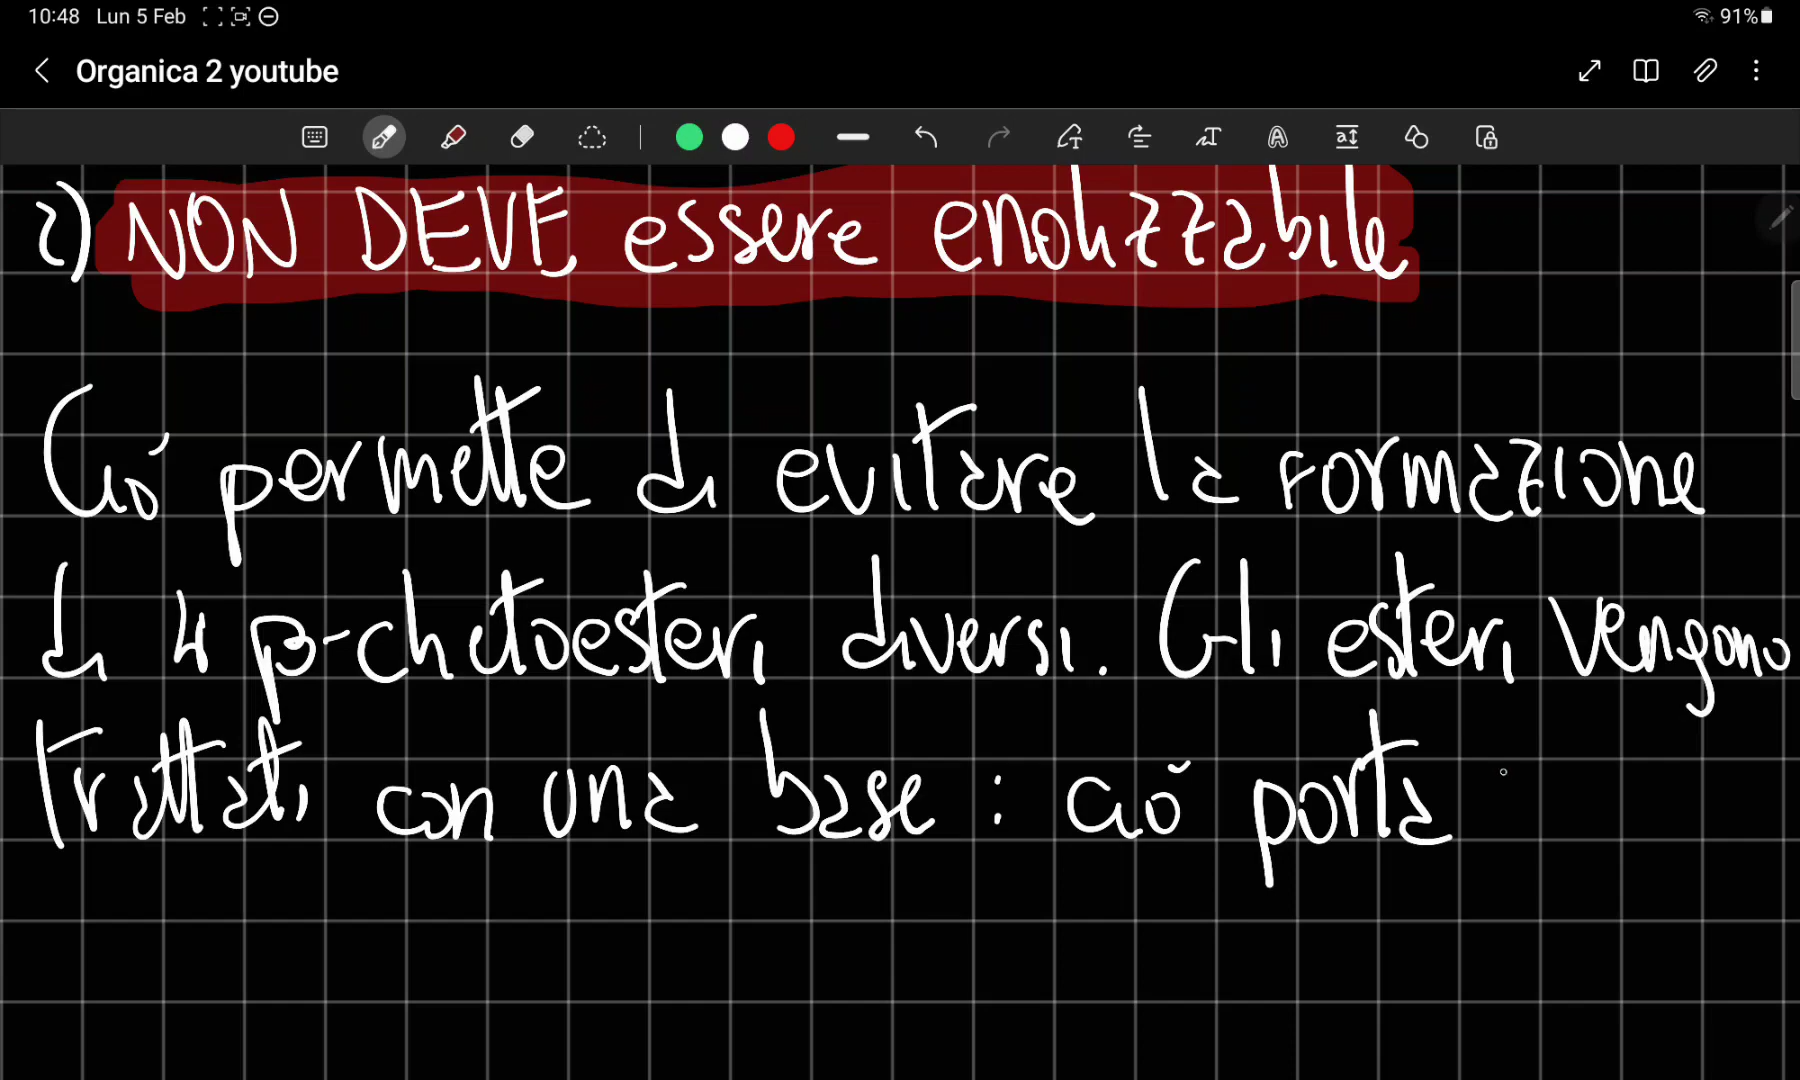 10:48 Lun 5 Feb 91%
Organica 2 youtube
2) NON DEVE essere enolizzabile
Ciò permette di evitare la formazione
di 4 β-chetoesteri diversi. Gli esteri vengono
trattati con una base : ciò porta